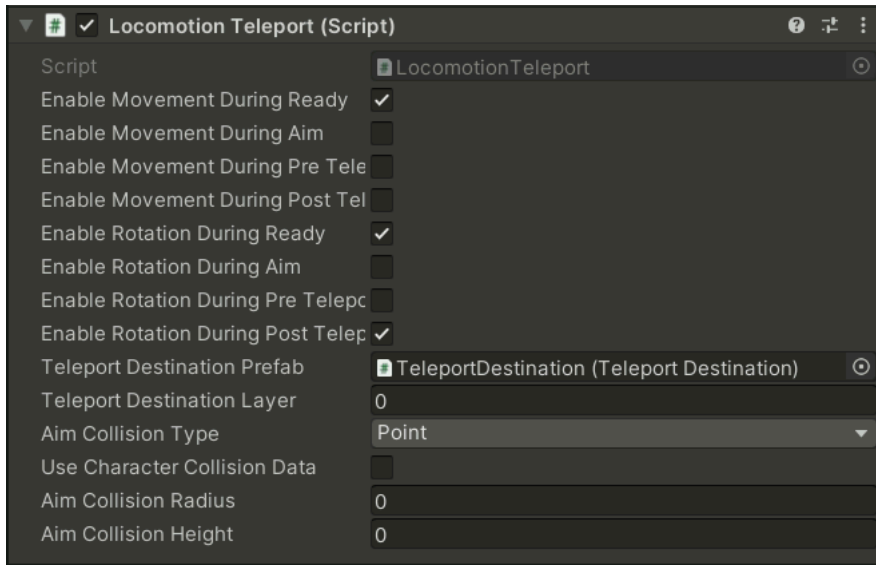 Locomotion Teleport (Script)
Script LocomotionTeleport
Enable Movement During Ready
Enable Movement During Aim
Enable Movement During Pre Tele
Enable Movement During Post Tel
Enable Rotation During Ready
Enable Rotation During Aim
Enable Rotation During Pre Telepo
Enable Rotation During Post Telep
Teleport Destination Prefab # TeleportDestination (Teleport Destination)
Teleport Destination Layer 0
Aim Collision Type Point
Use Character Collision Data
Aim Collision Radius 0
Aim Collision Height 0